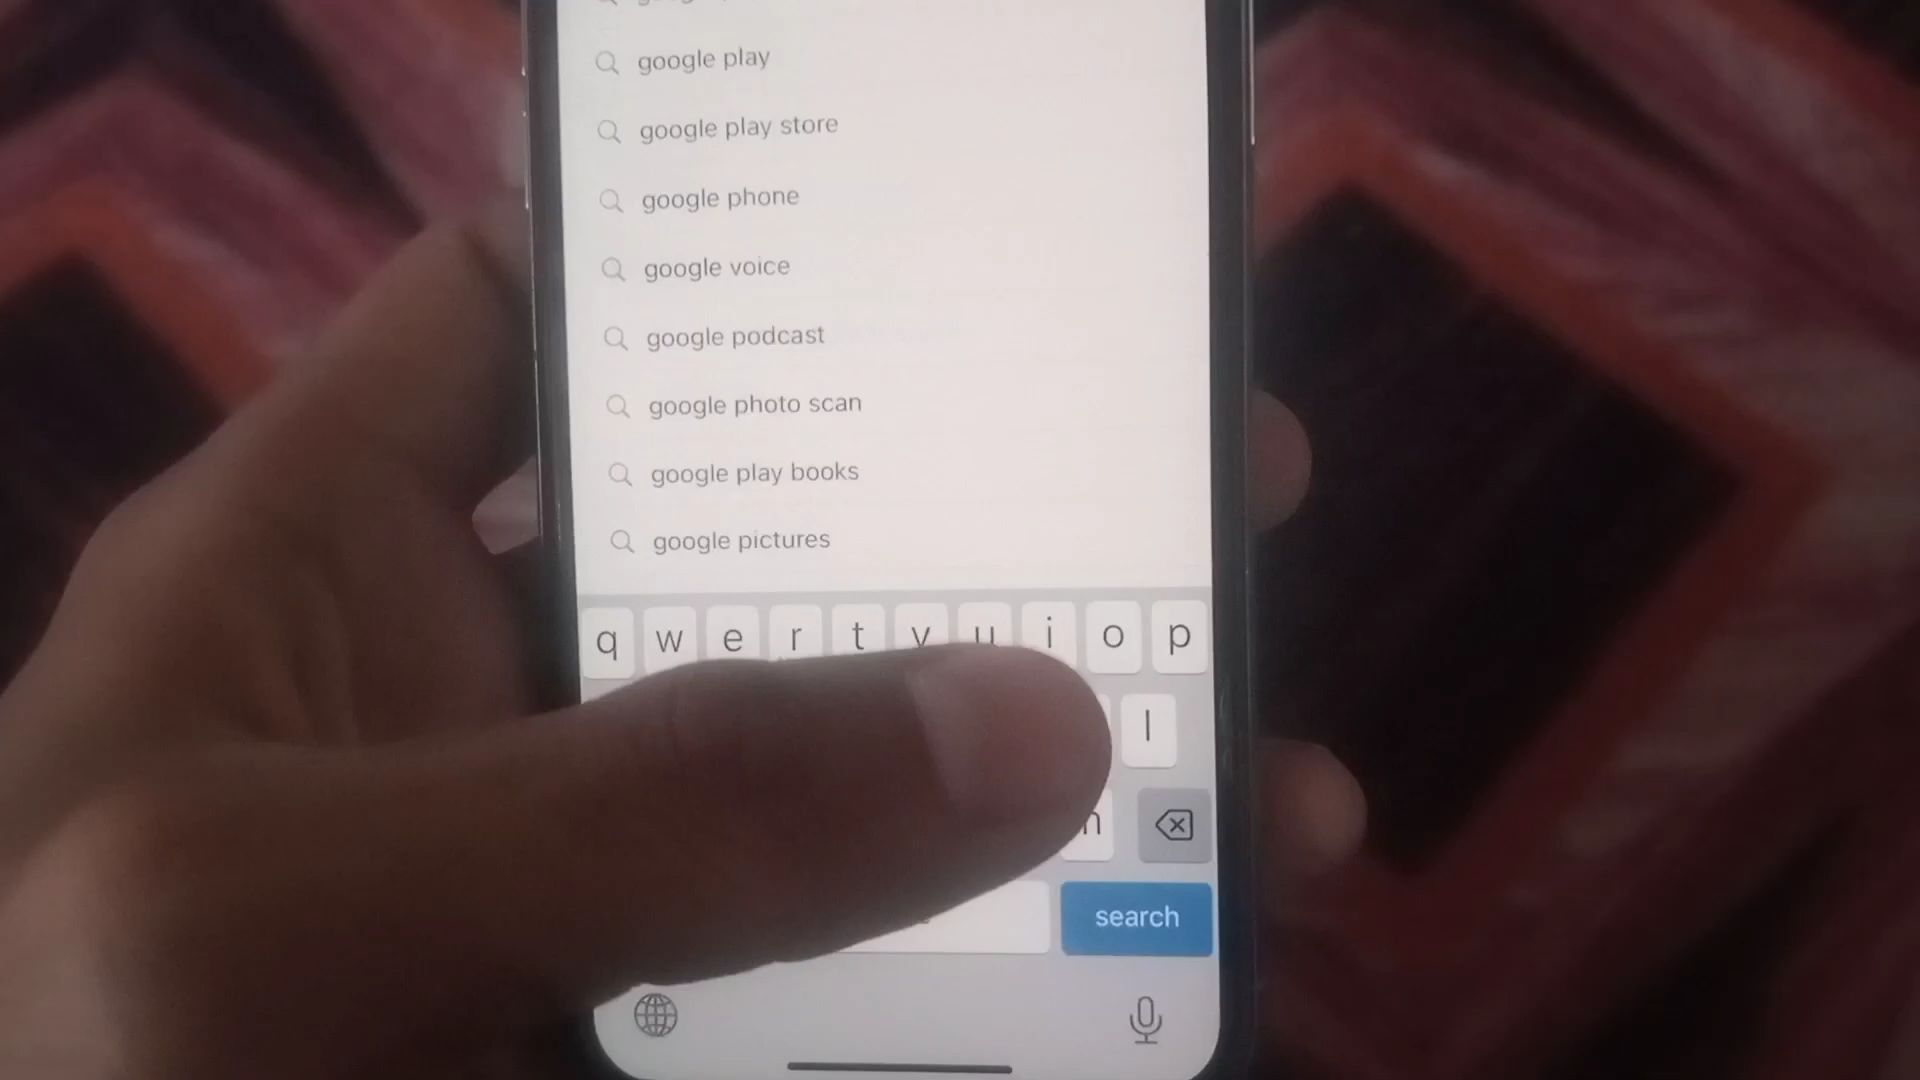 google play
google play store
google phone
google voice
google podcast
google photo scan
google play books
google pictures
q w e r t y u i o p
l
search